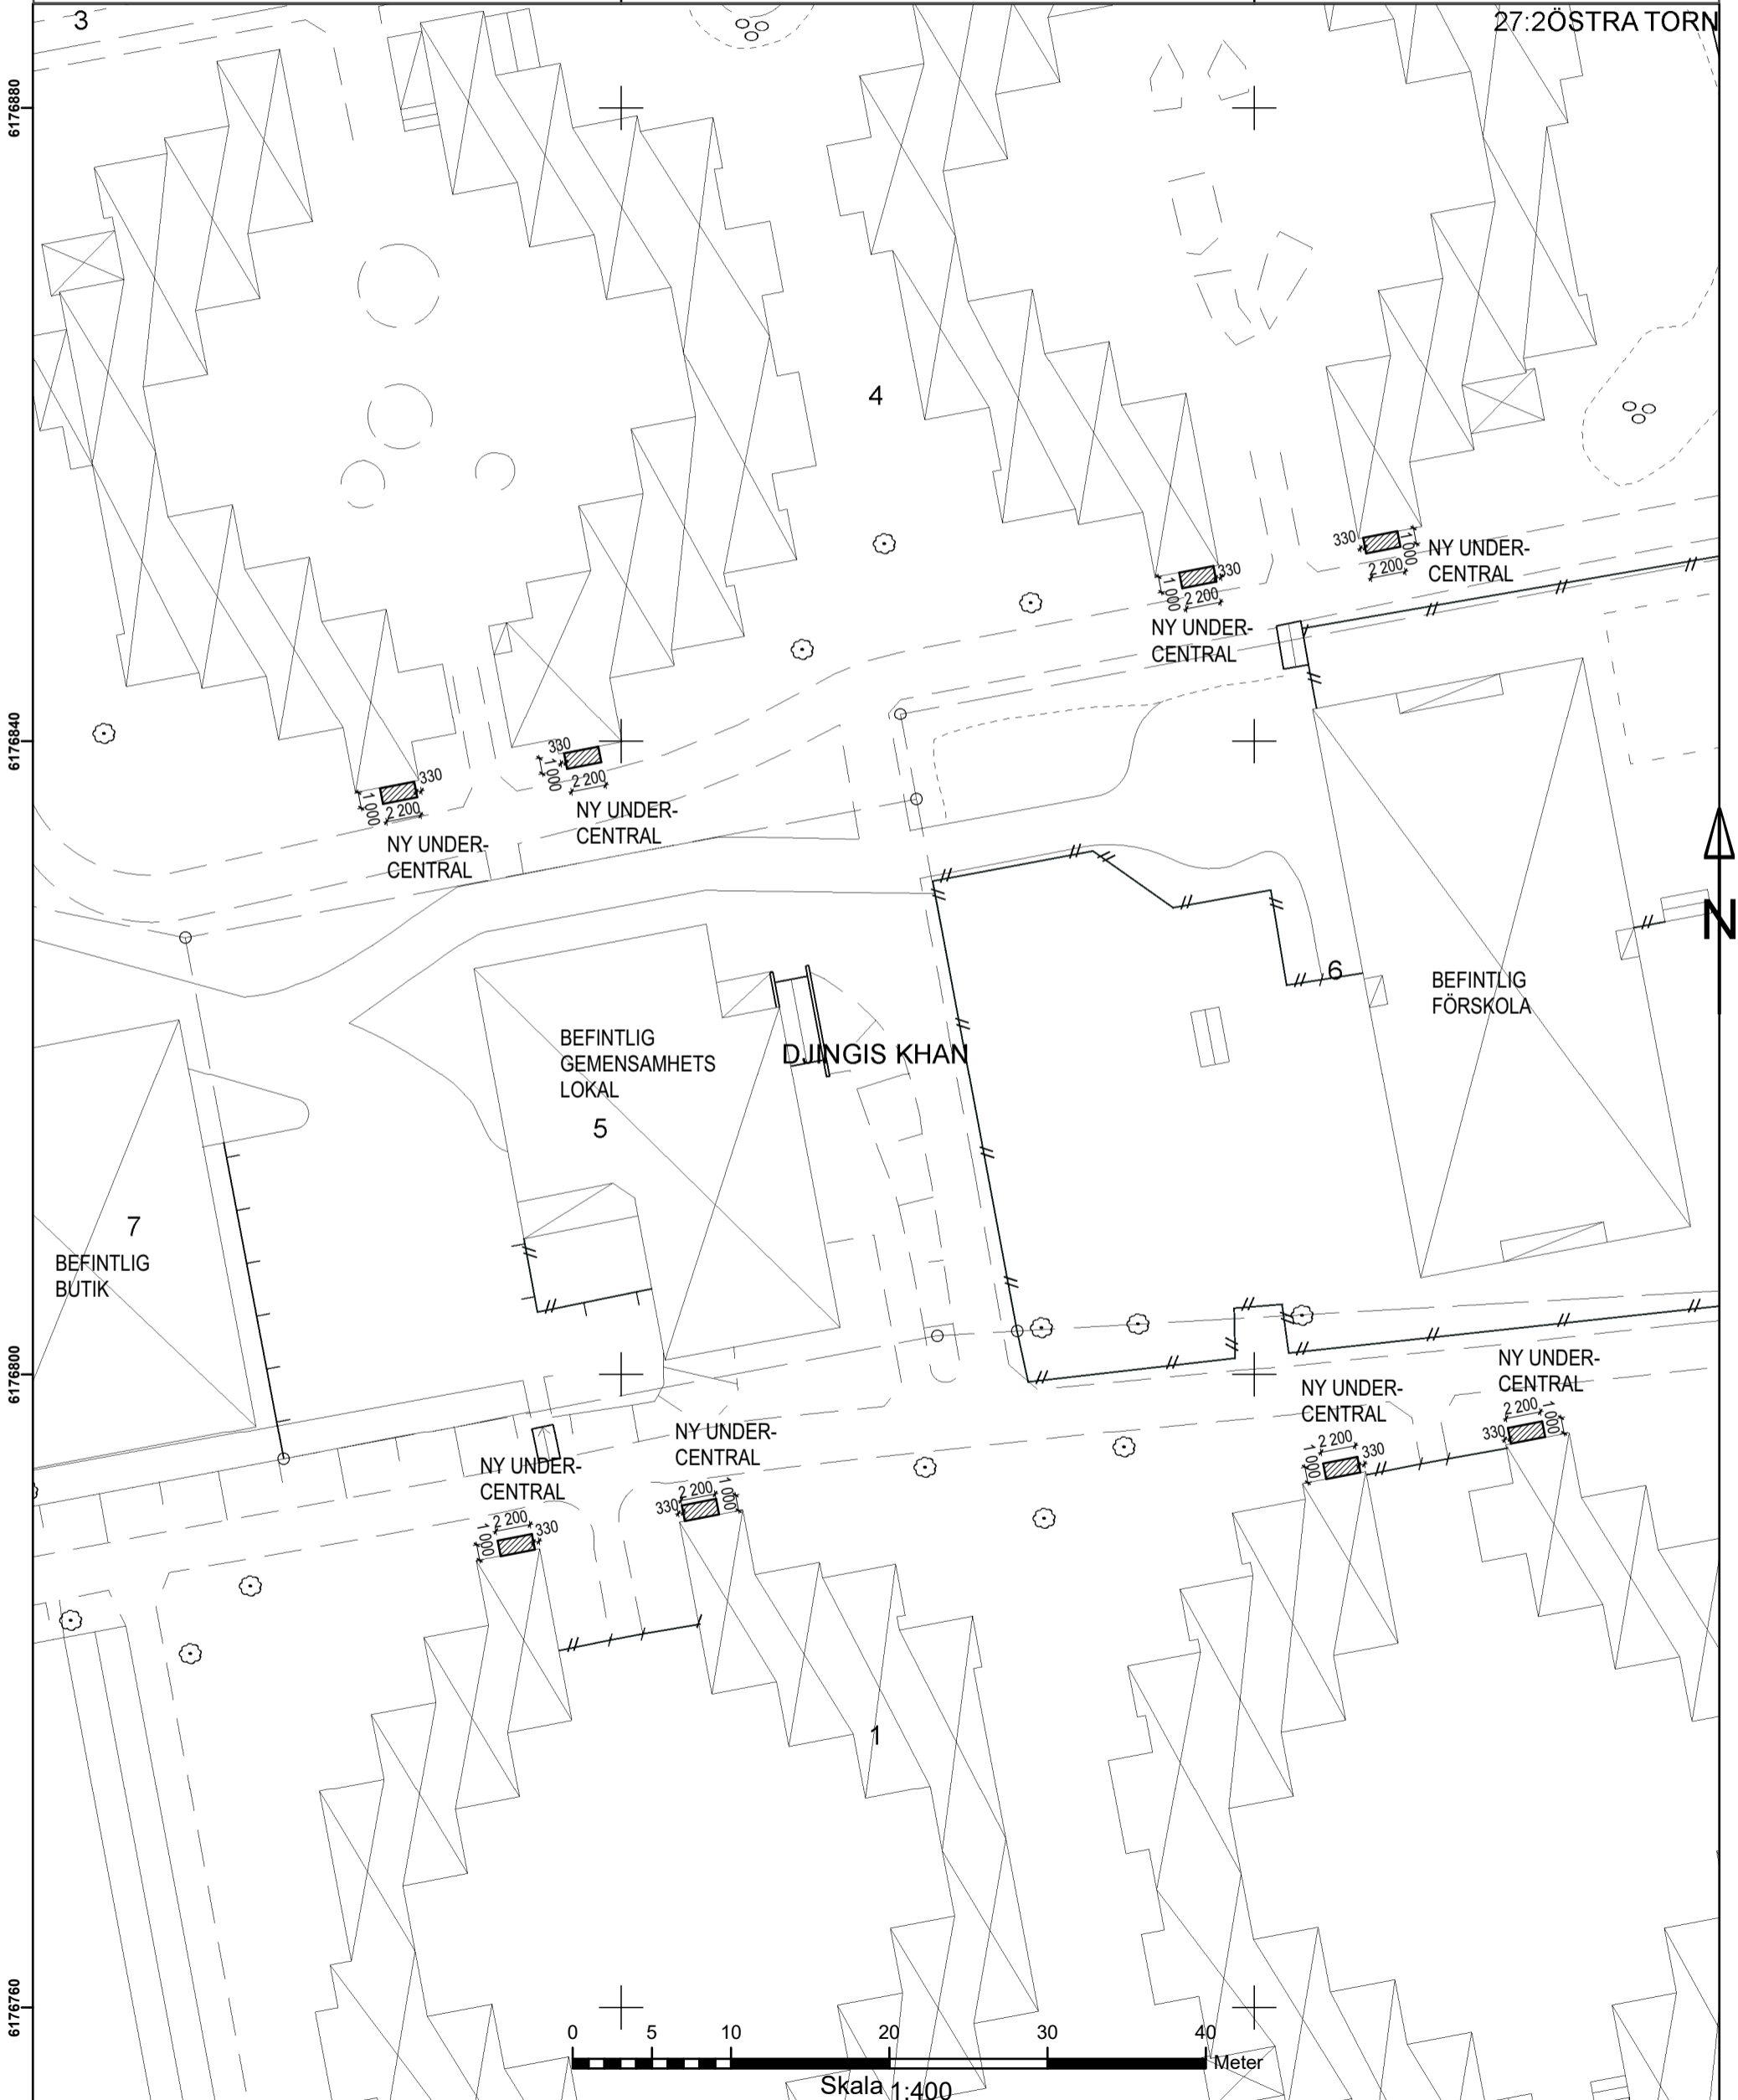 3
27:2ÖSTRA TORN
6176880
4
330
1 000
2 200
NY UNDER-
CENTRAL
330
1 000
2 200
NY UNDER-
CENTRAL
6176840
330
1 000
2 200
NY UNDER-
CENTRAL
330
1 000
2 200
NY UNDER-
CENTRAL
N
6
BEFINTLIG
FÖRSKOLA
BEFINTLIG
GEMENSAMHETS
LOKAL
DJINGIS KHAN
5
7
BEFINTLIG
BUTIK
6176800
NY UNDER-
CENTRAL
2 200
1 000
330
NY UNDER-
CENTRAL
2 200
1 000
330
NY UNDER-
CENTRAL
2 200
1 000
330
NY UNDER-
CENTRAL
2 200
1 000
330
1
6176760
0 5 10 20 30 40
Meter
Skala 1:400